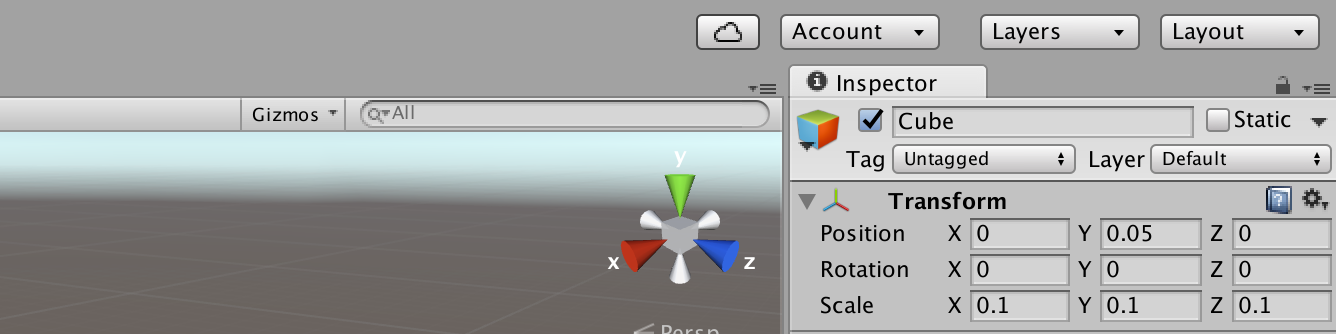 Account Layers Layout
Inspector
Gizmos All
Cube Static
Tag Untagged Layer Default
y
Transform
x z
Position X 0 Y 0.05 Z 0
Rotation X 0 Y 0 Z 0
Scale X 0.1 Y 0.1 Z 0.1
Persp